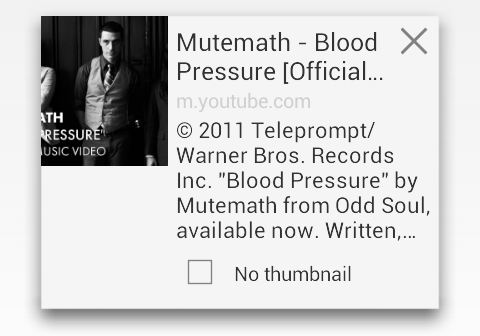 Mutemath - Blood
Pressure [Official...
m.youtube.com
© 2011 Teleprompt/
Warner Bros. Records
Inc. "Blood Pressure" by
Mutemath from Odd Soul,
available now. Written,...
ATH
PRESSURE"
USIC VIDEO
No thumbnail